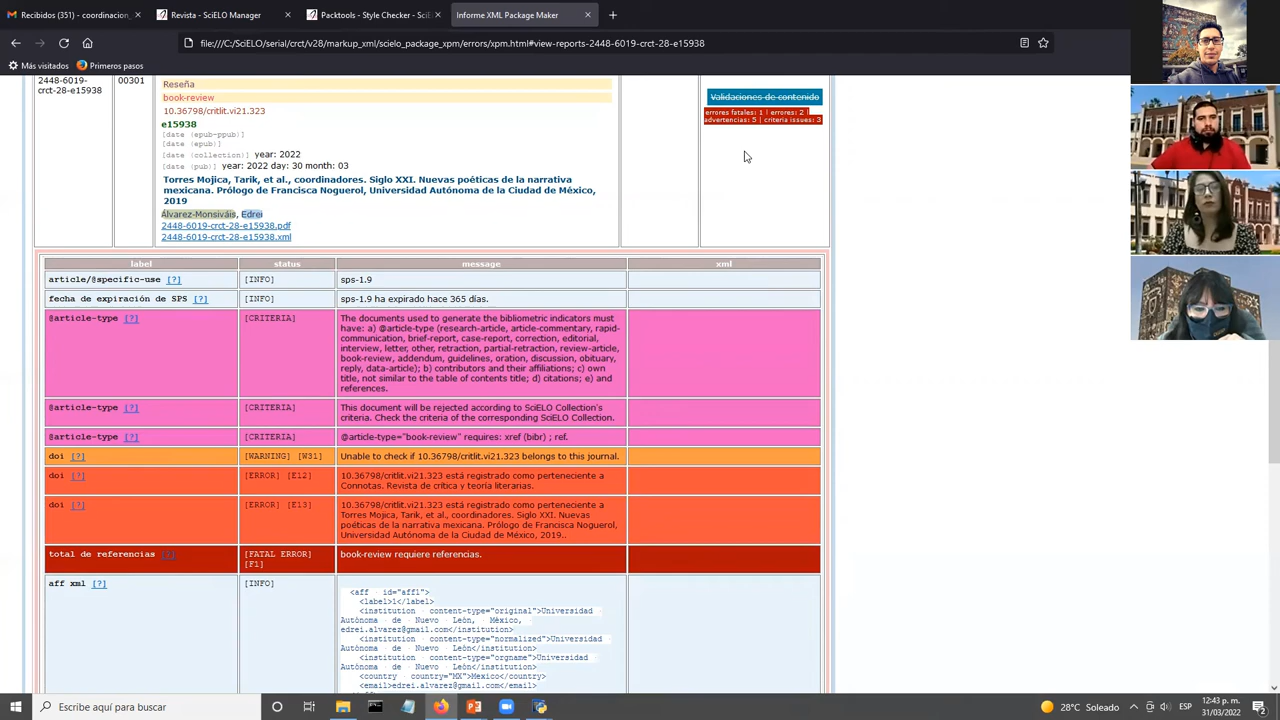 Recibidos (351) - coordinacion_
Revista - SciELO Manager
Packtools - Style Checker - SciEL
Informe XML Package Maker
file:///C:/SciELO/serial/crct/v28/markup_xml/scielo_package_xpm/errors/xpm.html#view-reports-2448-6019-crct-28-e15938
Más visitados
Primeros pasos
2448-6019-
crct-28-e15938
00301
Reseña
book-review
10.36798/critlit.vi21.323
e15938
[date (epub-ppub)]
[date (epub)]
[date (collection)] year: 2022
[date (pub)] year: 2022 day: 30 month: 03
Torres Mojica, Tarik, et al., coordinadores. Siglo XXI. Nuevas poéticas de la narrativa
mexicana. Prólogo de Francisca Noguerol, Universidad Autónoma de la Ciudad de México,
2019
Álvarez-Monsiváis, Edrei
2448-6019-crct-28-e15938.pdf
2448-6019-crct-28-e15938.xml
Validaciones de contenido
errores fatales: 1 | errores: 2 |
advertencias: 5 | criteria issues: 3
label status message xml
article/@specific-use [?] [INFO] sps-1.9
fecha de expiración de SPS [?] [INFO] sps-1.9 ha expirado hace 365 días.
@article-type [?] [CRITERIA] The documents used to generate the bibliometric indicators must
have: a) @article-type (research-article, article-commentary, rapid-
communication, brief-report, case-report, correction, editorial,
interview, letter, other, retraction, partial-retraction, review-article,
book-review, addendum, guidelines, oration, discussion, obituary,
reply, data-article); b) contributors and their affiliations; c) own
title, not similar to the table of contents title; d) citations; e) and
references.
@article-type [?] [CRITERIA] This document will be rejected according to SciELO Collection's
criteria. Check the criteria of the corresponding SciELO Collection.
@article-type [?] [CRITERIA] @article-type="book-review" requires: xref (bibr) ; ref.
doi [?] [WARNING] [W31] Unable to check if 10.36798/critlit.vi21.323 belongs to this journal.
doi [?] [ERROR] [E12] 10.36798/critlit.vi21.323 está registrado como perteneciente a
Connotas. Revista de crítica y teoría literarias.
doi [?] [ERROR] [E13] 10.36798/critlit.vi21.323 está registrado como perteneciente a
Torres Mojica, Tarik, et al., coordinadores. Siglo XXI. Nuevas
poéticas de la narrativa mexicana. Prólogo de Francisca Noguerol,
Universidad Autónoma de la Ciudad de México, 2019..
total de referencias [?] [FATAL ERROR] book-review requiere referencias.
[F1]
aff xml [?] [INFO]
<aff · id="aff1">
<label>1</label>
<institution · content-type="original">Universidad ·
Autónoma · de · Nuevo · León, · México, ·
edrei.alvarez@gmail.com</institution>
<institution · content-type="normalized">Universidad ·
Autónoma · de · Nuevo · León</institution>
<institution · content-type="orgname">Universidad ·
Autónoma · de · Nuevo · León</institution>
<country · country="MX">Mexico</country>
<email>edrei.alvarez@gmail.com</email>
Escribe aquí para buscar
28°C Soleado
ESP
12:43 p. m.
31/03/2022
2